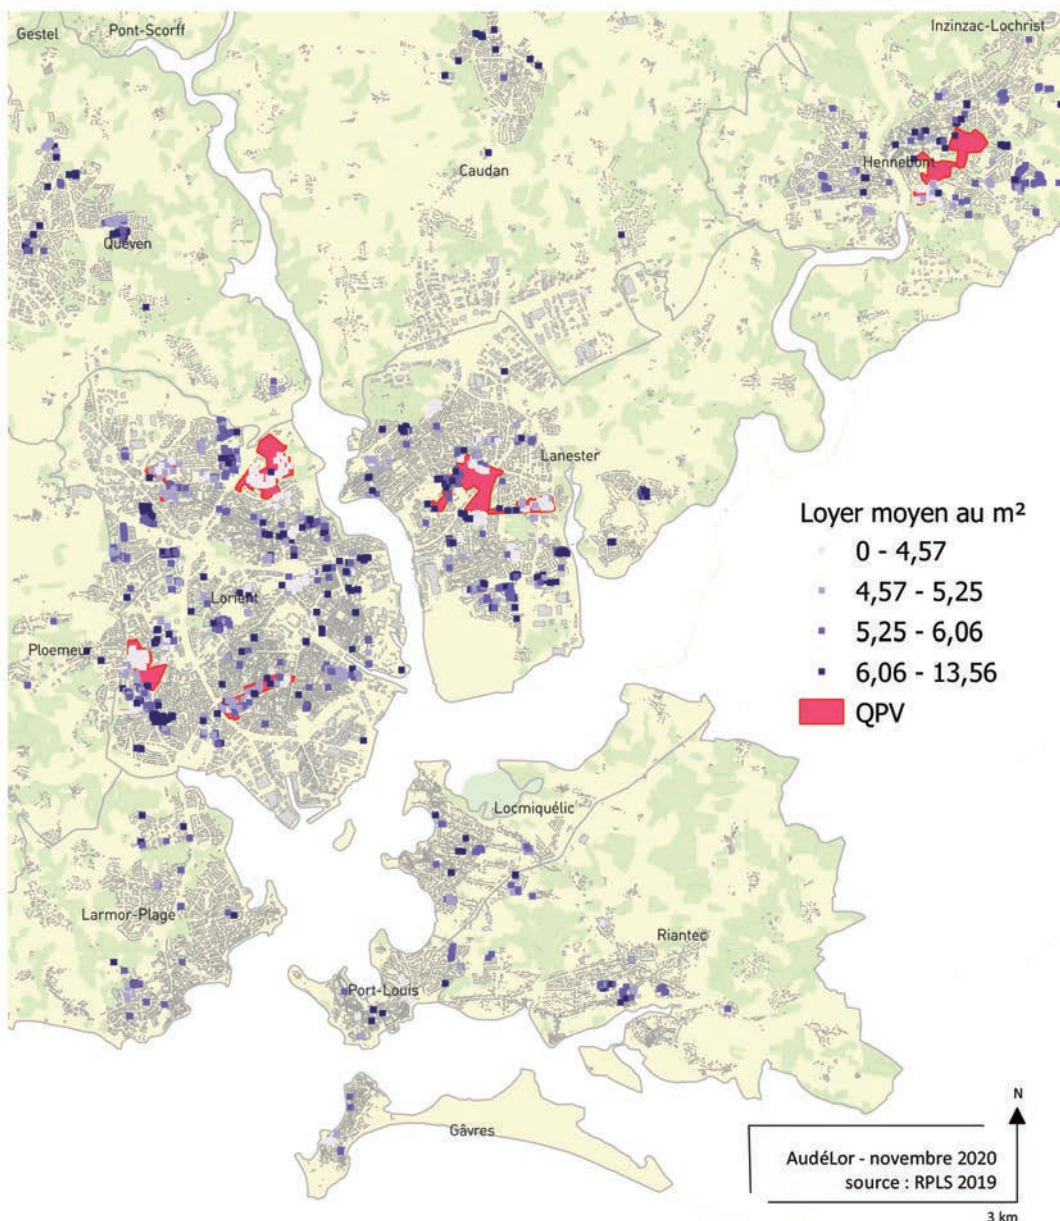 Gestel
Pont-Scorff
Inzinzac-Lochrist
Caudan
Hennebont
Quéven
Lanester
Loyer moyen au m²
0 - 4,57
4,57 - 5,25
5,25 - 6,06
6,06 - 13,56
QPV
Lorient
Ploemeur
Locmiquélic
Larmor-Plage
Riantec
Port-Louis
Gâvres
N
AudéLor - novembre 2020
source : RPLS 2019
3 km